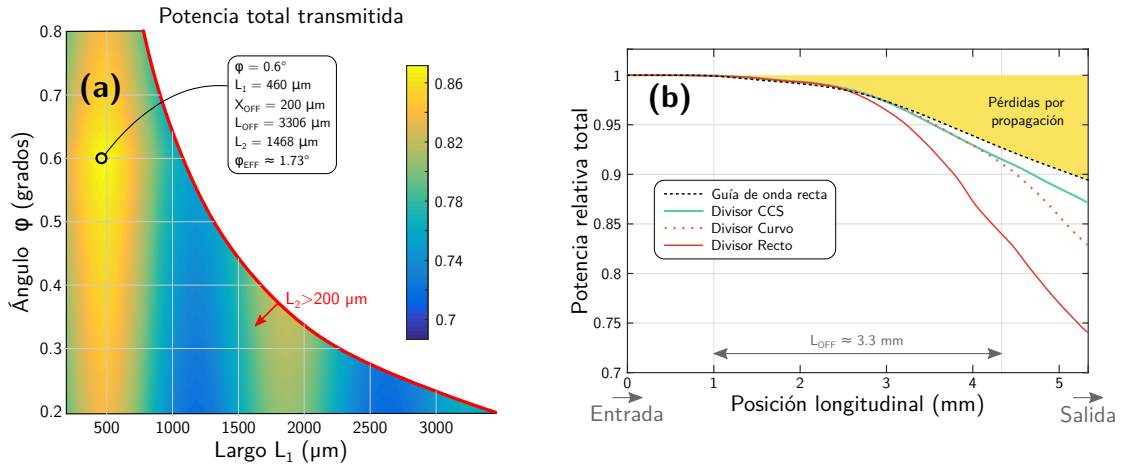 Potencia total transmitida
(a)
φ = 0.6°
L₁ = 460 μm
X_OFF = 200 μm
L_OFF = 3306 μm
L₂ = 1468 μm
φ_EFF ≈ 1.73°
L₂>200 μm
Ángulo φ (grados)
0.8
0.7
0.6
0.5
0.4
0.3
0.2
500
1000
1500
2000
2500
3000
Largo L₁ (μm)
0.86
0.82
0.78
0.74
0.7
(b)
Pérdidas por
propagación
Guía de onda recta
Divisor CCS
Divisor Curvo
Divisor Recto
L_OFF ≈ 3.3 mm
Potencia relativa total
1
0.95
0.9
0.85
0.8
0.75
0.7
0
1
2
3
4
5
Entrada
Posición longitudinal (mm)
Salida